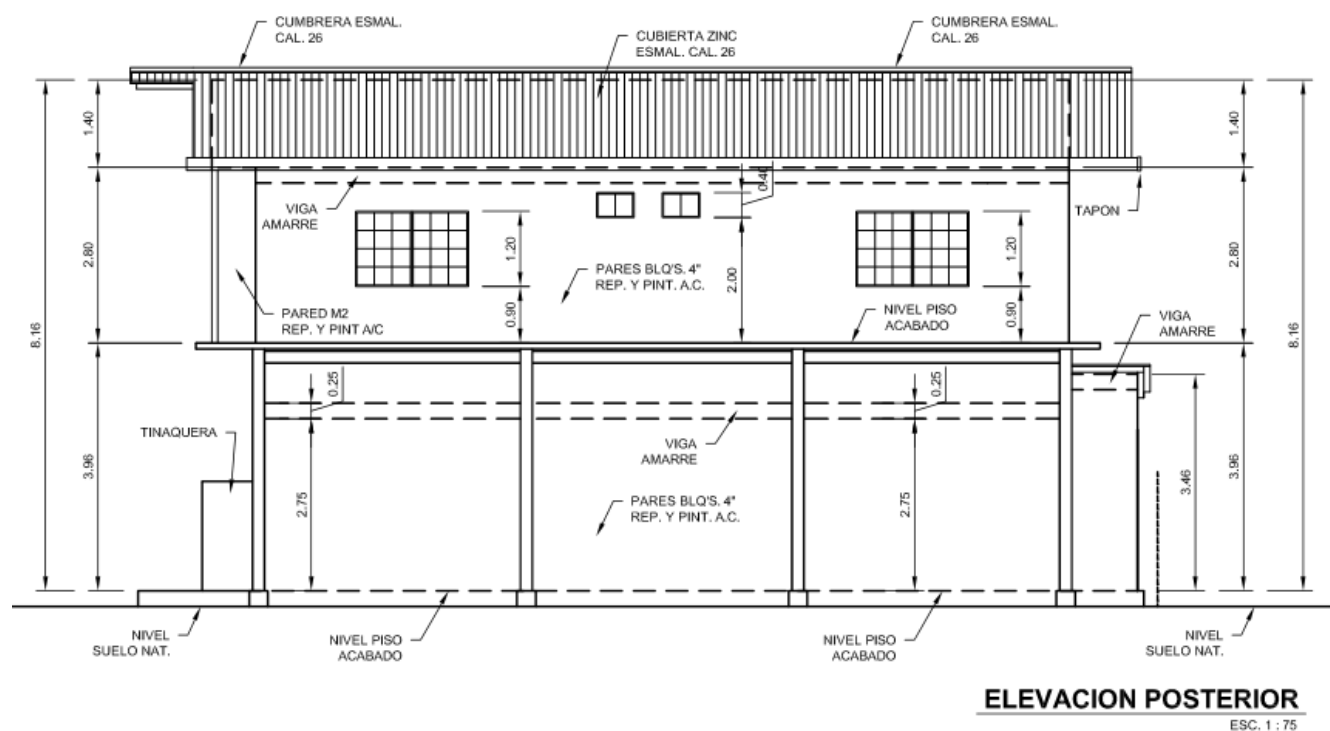 CUMBRERA ESMAL.
CAL. 26
CUBIERTA ZINC
ESMAL. CAL. 26
CUMBRERA ESMAL.
CAL. 26
1.40
1.40
0.40
VIGA
AMARRE
TAPON
2.80
1.20
PARES BLQ'S. 4"
REP. Y PINT. A.C.
2.00
1.20
2.80
PARED M2
REP. Y PINT A/C
0.90
NIVEL PISO
ACABADO
0.90
VIGA
AMARRE
8.16
8.16
0.25
0.25
TINAQUERA
VIGA
AMARRE
3.96
2.75
PARES BLQ'S. 4"
REP. Y PINT. A.C.
2.75
3.46
3.96
NIVEL
SUELO NAT.
NIVEL PISO
ACABADO
NIVEL PISO
ACABADO
NIVEL
SUELO NAT.
ELEVACION POSTERIOR
ESC. 1 : 75